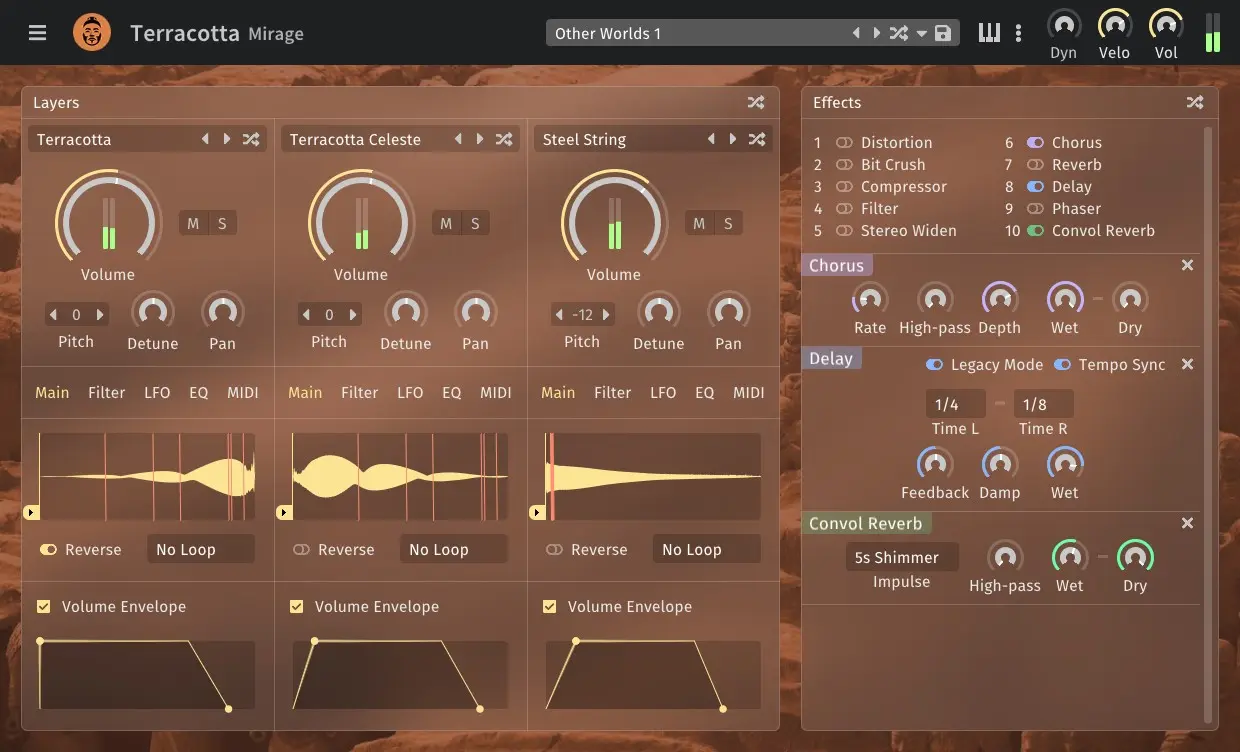 Terracotta Mirage
Other Worlds 1
Dyn Velo Vol
Layers
Terracotta
Volume
M S
0
Pitch Detune Pan
Main Filter LFO EQ MIDI
Reverse No Loop
Volume Envelope
Terracotta Celeste
Volume
M S
0
Pitch Detune Pan
Main Filter LFO EQ MIDI
Reverse No Loop
Volume Envelope
Steel String
Volume
M S
-12
Pitch Detune Pan
Main Filter LFO EQ MIDI
Reverse No Loop
Volume Envelope
Effects
1 Distortion
2 Bit Crush
3 Compressor
4 Filter
5 Stereo Widen
6 Chorus
7 Reverb
8 Delay
9 Phaser
10 Convol Reverb
Chorus
Rate High-pass Depth Wet Dry
Delay
Legacy Mode Tempo Sync
1/4 1/8
Time L Time R
Feedback Damp Wet
Convol Reverb
5s Shimmer
Impulse High-pass Wet Dry